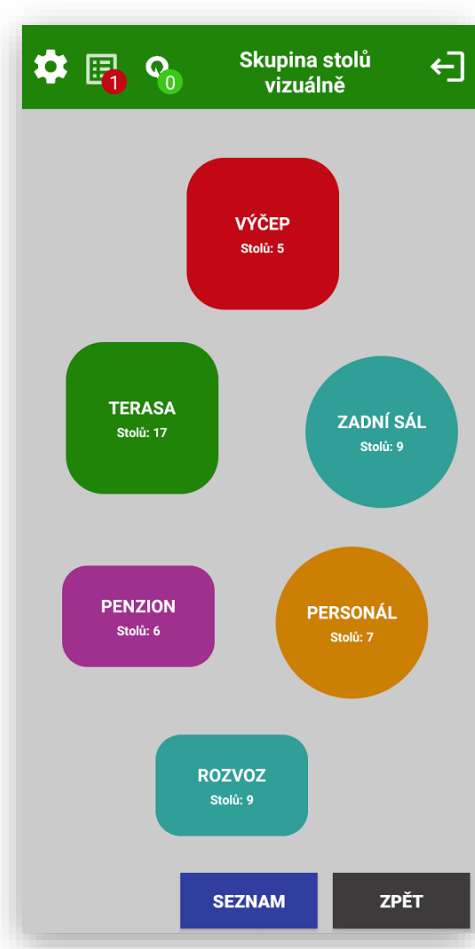 1
0
Skupina stolů
vizuálně
VÝČEP
Stolů: 5
TERASA
Stolů: 17
ZADNÍ SÁL
Stolů: 9
PENZION
Stolů: 6
PERSONÁL
Stolů: 7
ROZVOZ
Stolů: 9
SEZNAM
ZPĚT